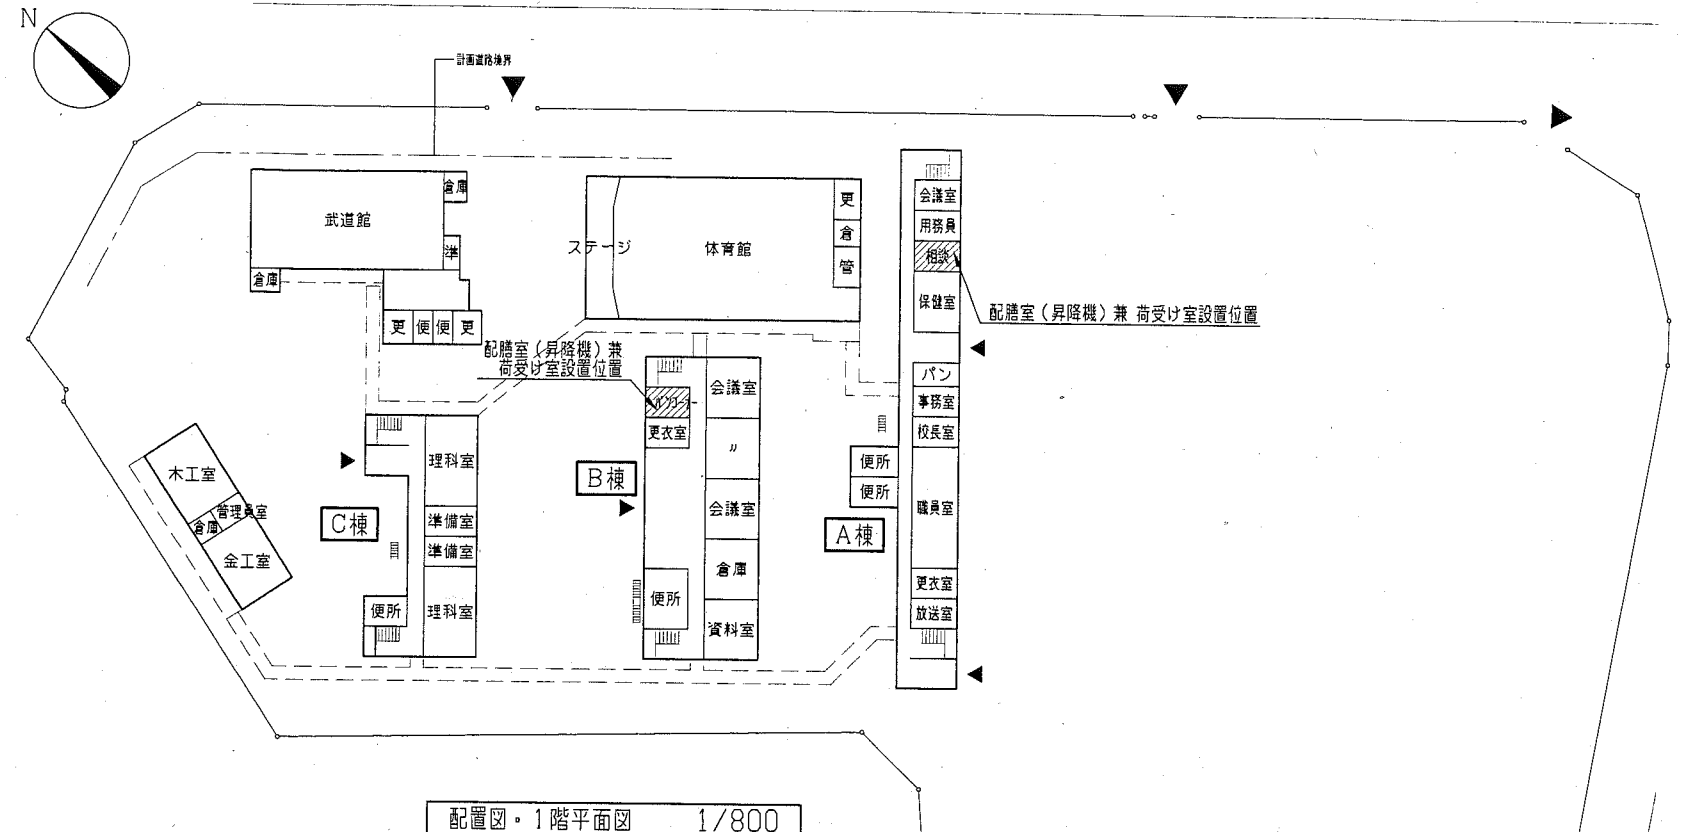 N
計画道路境界
倉庫
武道館
準
倉庫
更
便
便
更
ステージ
体育館
更
倉
管
会議室
用務員
相談
保健室
配膳室(昇降機)兼 荷受け室設置位置
パン
事務室
校長室
便所
便所
職員室
A棟
更衣室
放送室
配膳室(昇降機)兼
荷受け室設置位置
会議室
更衣室
〃
B棟
会議室
倉庫
便所
資料室
理科室
C棟
準備室
準備室
便所
理科室
木工室
管理員室
倉庫
金工室
配置図・1階平面図 1/800